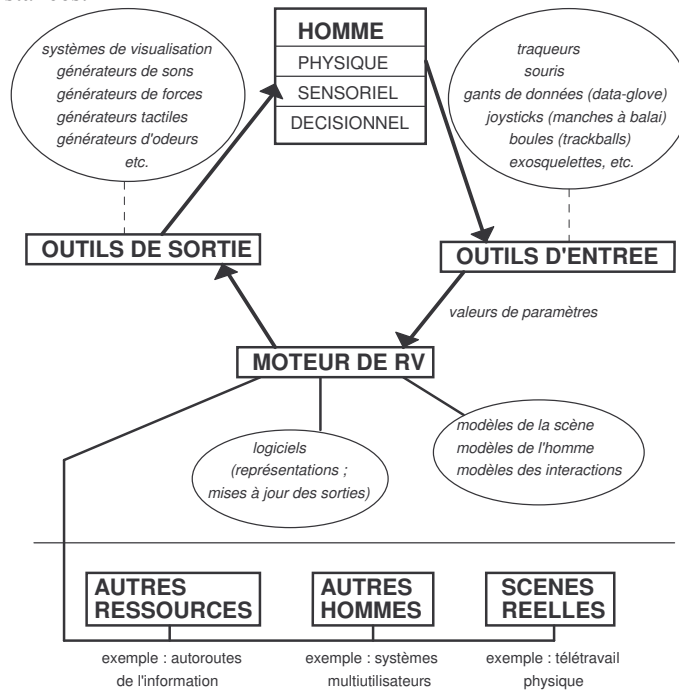 systèmes de visualisation
générateurs de sons
générateurs de forces
générateurs tactiles
générateurs d'odeurs
etc.
HOMME
PHYSIQUE
SENSORIEL
DECISIONNEL
traqueurs
souris
gants de données (data-glove)
joysticks (manches à balai)
boules (trackballs)
exosquelettes, etc.
OUTILS DE SORTIE
OUTILS D'ENTREE
valeurs de paramètres
MOTEUR DE RV
logiciels
(représentations ;
mises à jour des sorties)
modèles de la scène
modèles de l'homme
modèles des interactions
AUTRES
RESSOURCES
AUTRES
HOMMES
SCENES
REELLES
exemple : autoroutes
de l'information
exemple : systèmes
multiutilisateurs
exemple : télétravail
physique